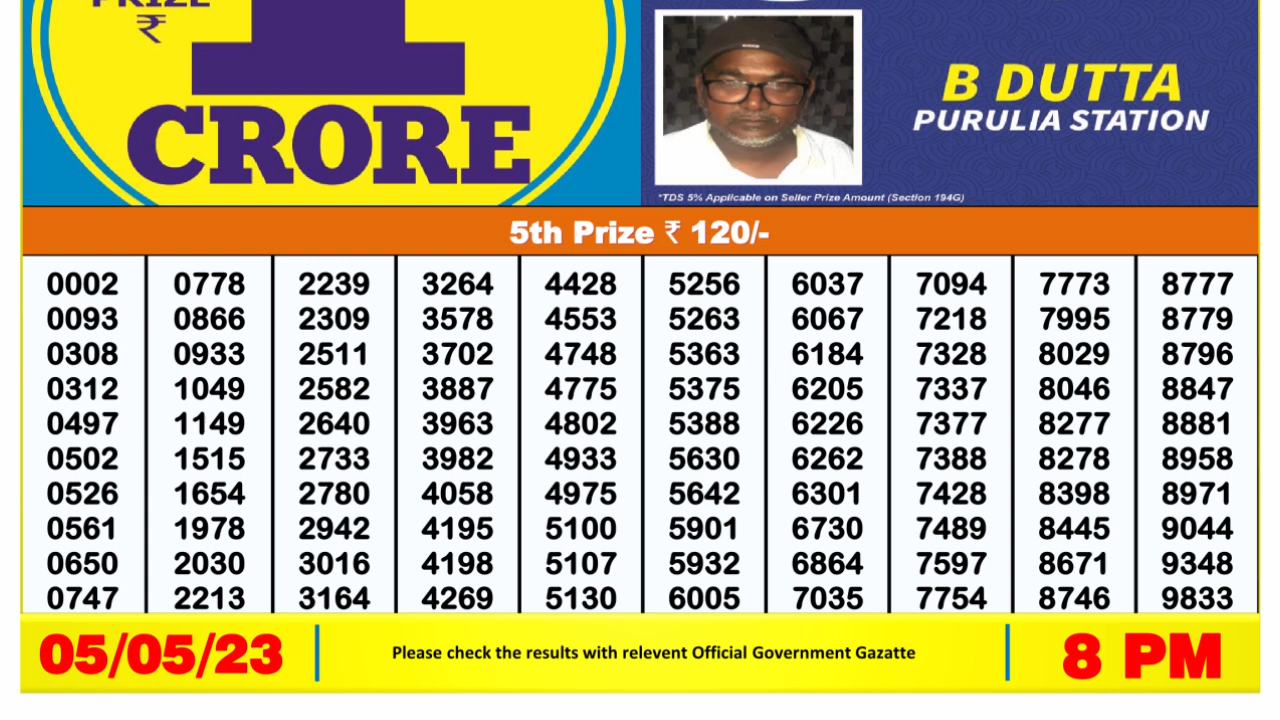 PRIZE
₹
1
CRORE
B DUTTA
PURULIA STATION
*TDS 5% Applicable on Seller Prize Amount (Section 194G)
5th Prize ₹ 120/-
0002 0778 2239 3264 4428 5256 6037 7094 7773 8777
0093 0866 2309 3578 4553 5263 6067 7218 7995 8779
0308 0933 2511 3702 4748 5363 6184 7328 8029 8796
0312 1049 2582 3887 4775 5375 6205 7337 8046 8847
0497 1149 2640 3963 4802 5388 6226 7377 8277 8881
0502 1515 2733 3982 4933 5630 6262 7388 8278 8958
0526 1654 2780 4058 4975 5642 6301 7428 8398 8971
0561 1978 2942 4195 5100 5901 6730 7489 8445 9044
0650 2030 3016 4198 5107 5932 6864 7597 8671 9348
0747 2213 3164 4269 5130 6005 7035 7754 8746 9833
05/05/23
Please check the results with relevent Official Government Gazatte
8 PM